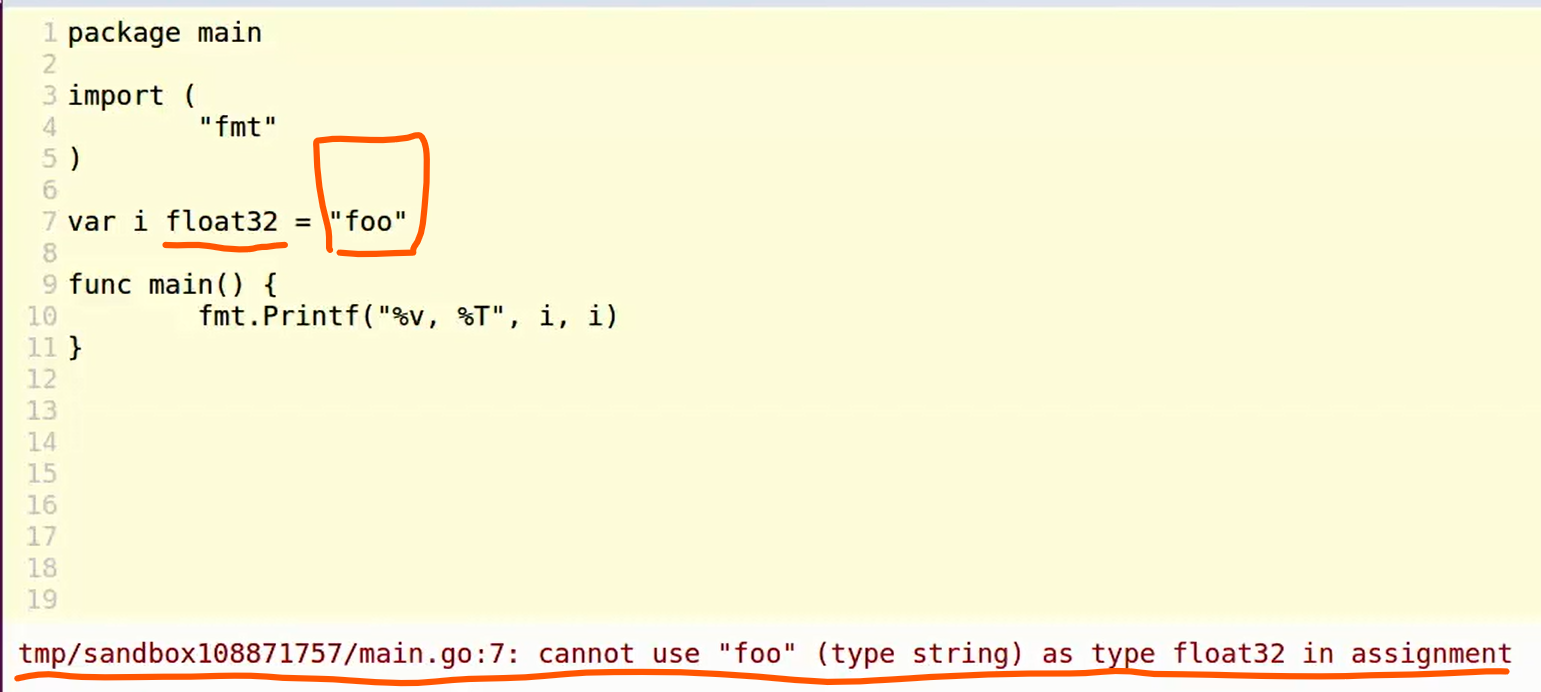 1 package main
2
3 import (
4 "fmt"
5 )
6
7 var i float32 = "foo"
8
9 func main() {
10 fmt.Printf("%v, %T", i, i)
11 }
12
13
14
15
16
17
18
19
tmp/sandbox108871757/main.go:7: cannot use "foo" (type string) as type float32 in assignment